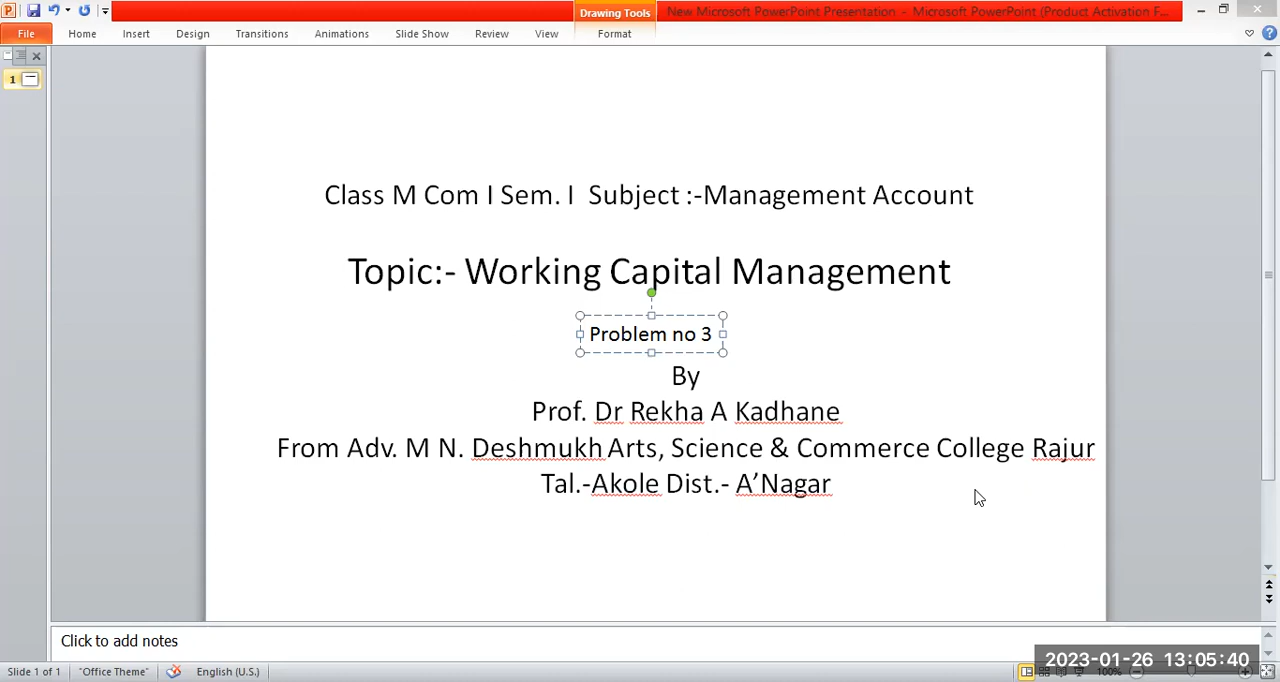 Drawing Tools
New Microsoft PowerPoint Presentation - Microsoft PowerPoint (Product Activation F...
File Home Insert Design Transitions Animations Slide Show Review View Format
1
Class M Com I Sem. I Subject :-Management Account
Topic:- Working Capital Management
Problem no 3
By
Prof. Dr Rekha A Kadhane
From Adv. M N. Deshmukh Arts, Science & Commerce College Rajur
Tal.-Akole Dist.- A’Nagar
Click to add notes
Slide 1 of 1 "Office Theme" English (U.S.) 100%
2023-01-26 13:05:40